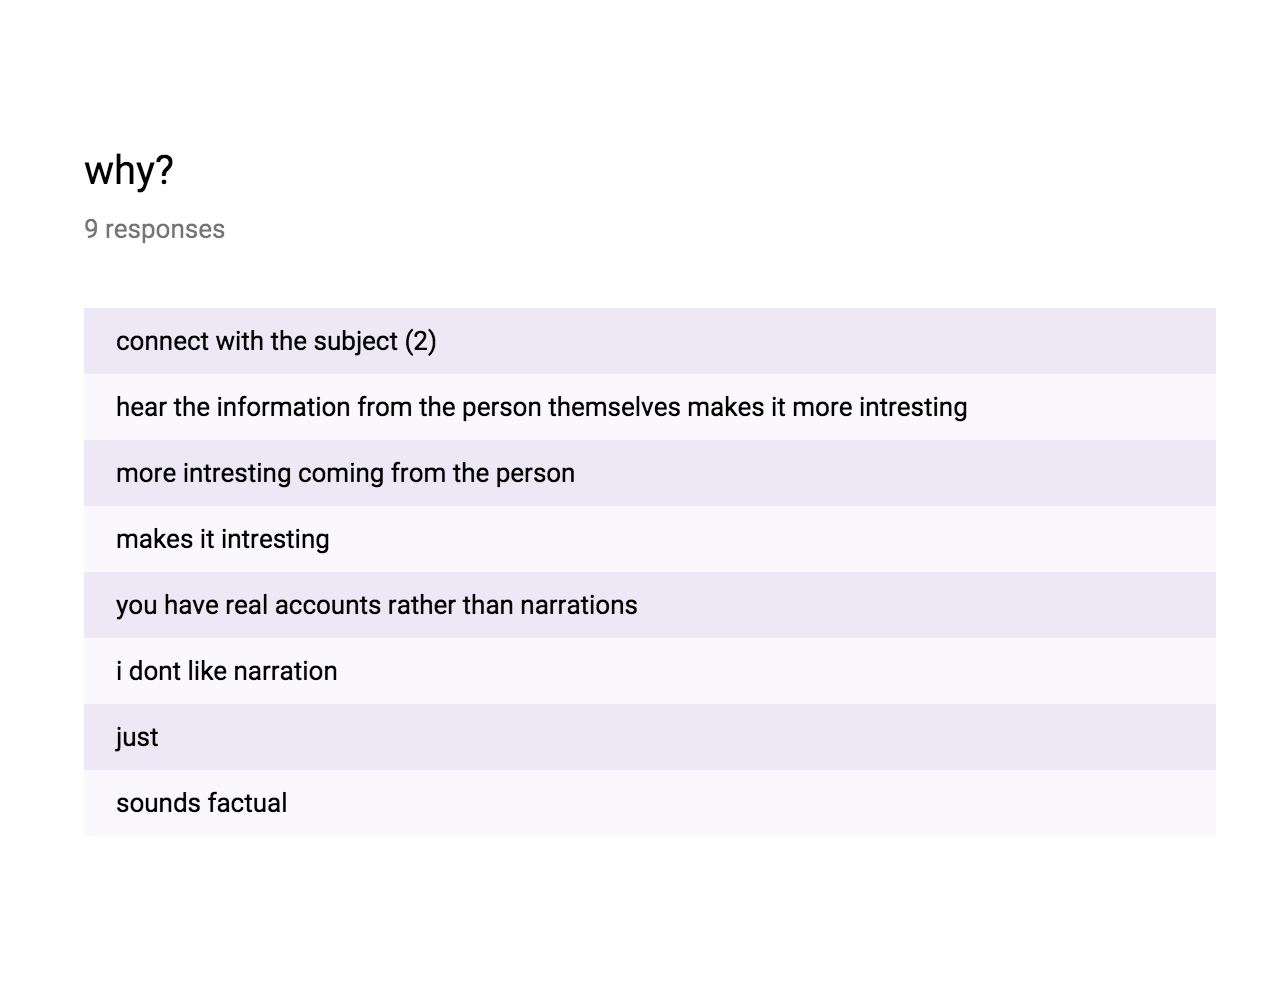 why?
9 responses
connect with the subject (2)
hear the information from the person themselves makes it more intresting
more intresting coming from the person
makes it intresting
you have real accounts rather than narrations
i dont like narration
just
sounds factual